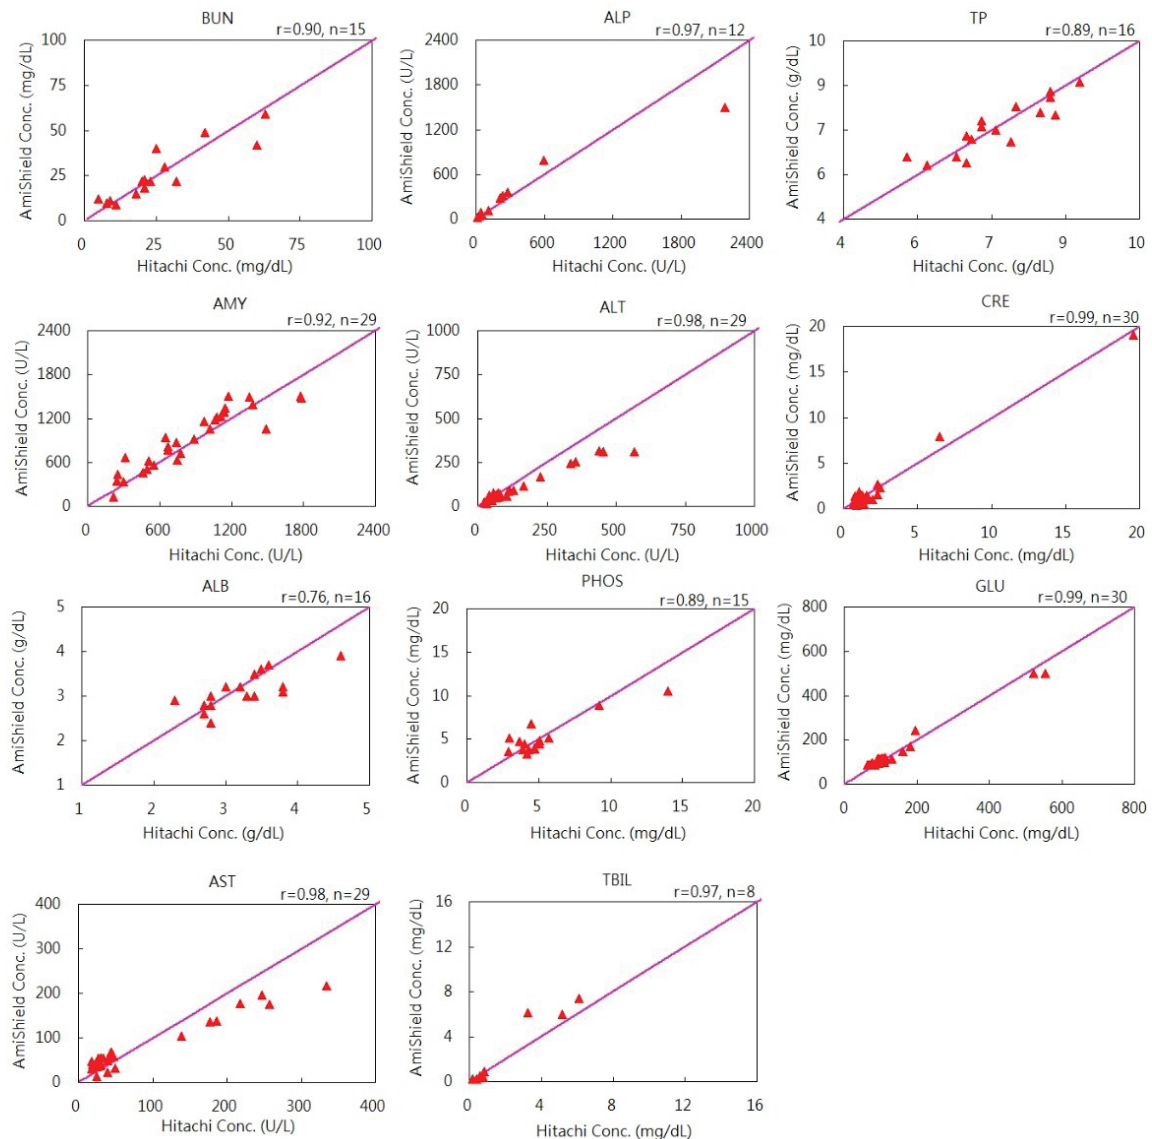 BUN
r=0.90, n=15
AmiShield Conc. (mg/dL)
100
75
50
25
0
0 25 50 75 100
Hitachi Conc. (mg/dL)
ALP
r=0.97, n=12
AmiShield Conc. (U/L)
2400
1800
1200
600
0
0 600 1200 1800 2400
Hitachi Conc. (U/L)
TP
r=0.89, n=16
AmiShield Conc. (g/dL)
10
9
7
6
4
4 6 7 9 10
Hitachi Conc. (g/dL)
AMY
r=0.92, n=29
AmiShield Conc. (U/L)
2400
1800
1200
600
0
0 600 1200 1800 2400
Hitachi Conc. (U/L)
ALT
r=0.98, n=29
AmiShield Conc. (U/L)
1000
750
500
250
0
0 250 500 750 1000
Hitachi Conc. (U/L)
CRE
r=0.99, n=30
AmiShield Conc. (mg/dL)
20
15
10
5
0
0 5 10 15 20
Hitachi Conc. (mg/dL)
ALB
r=0.76, n=16
AmiShield Conc. (g/dL)
5
4
3
2
1
1 2 3 4 5
Hitachi Conc. (g/dL)
PHOS
r=0.89, n=15
AmiShield Conc. (mg/dL)
20
15
10
5
0
0 5 10 15 20
Hitachi Conc. (mg/dL)
GLU
r=0.99, n=30
AmiShield Conc. (mg/dL)
800
600
400
200
0
0 200 400 600 800
Hitachi Conc. (mg/dL)
AST
r=0.98, n=29
AmiShield Conc. (U/L)
400
300
200
100
0
0 100 200 300 400
Hitachi Conc. (U/L)
TBIL
r=0.97, n=8
AmiShield Conc. (mg/dL)
16
12
8
4
0
0 4 8 12 16
Hitachi Conc. (mg/dL)